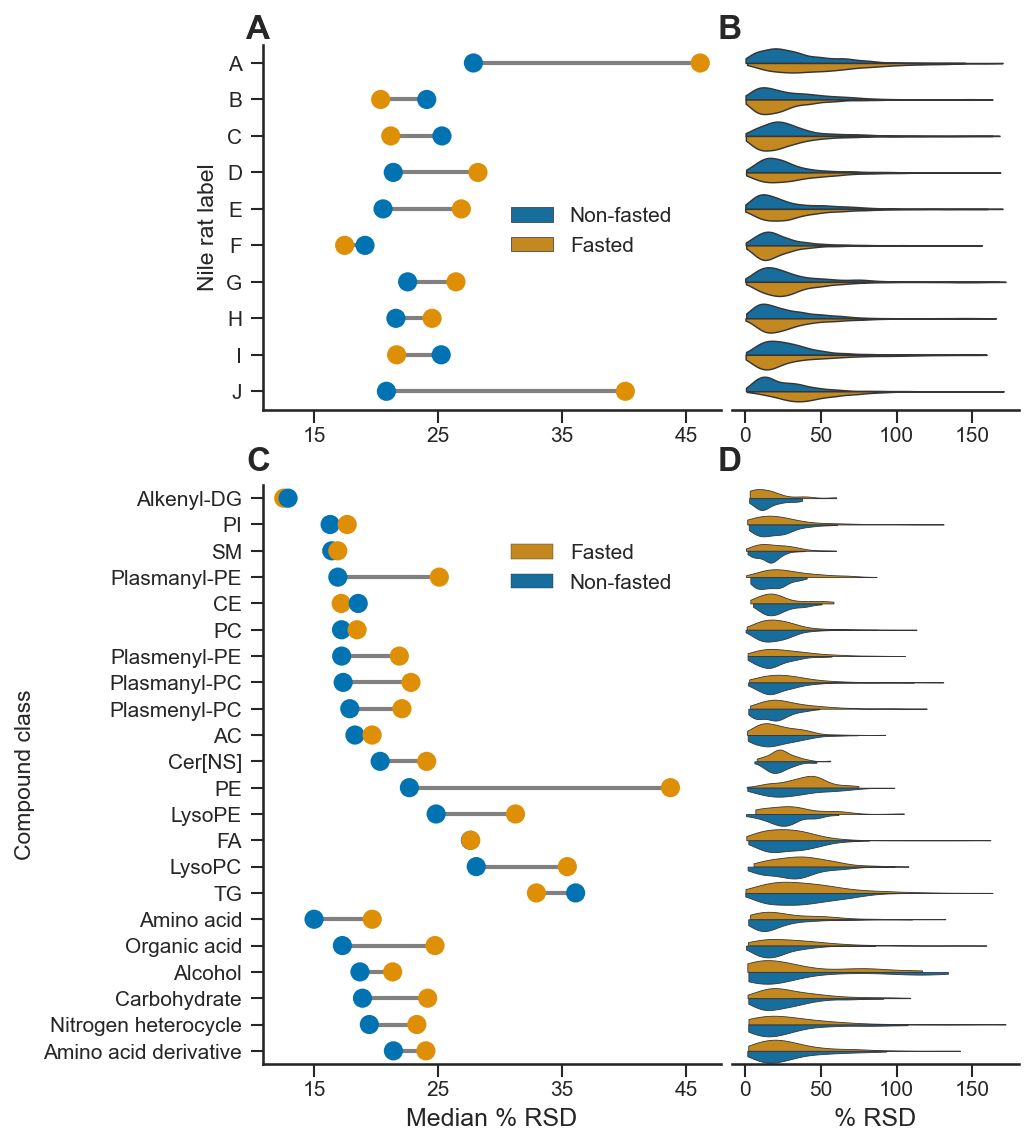 A
B
A
B
C
D
E
F
G
H
I
J
Nile rat label
Non-fasted
Fasted
15 25 35 45
0 50 100 150
C
D
Alkenyl-DG
PI
SM
Plasmanyl-PE
CE
PC
Plasmenyl-PE
Plasmanyl-PC
Plasmenyl-PC
AC
Cer[NS]
PE
LysoPE
FA
LysoPC
TG
Amino acid
Organic acid
Alcohol
Carbohydrate
Nitrogen heterocycle
Amino acid derivative
Compound class
Fasted
Non-fasted
15 25 35 45
Median % RSD
0 50 100 150
% RSD